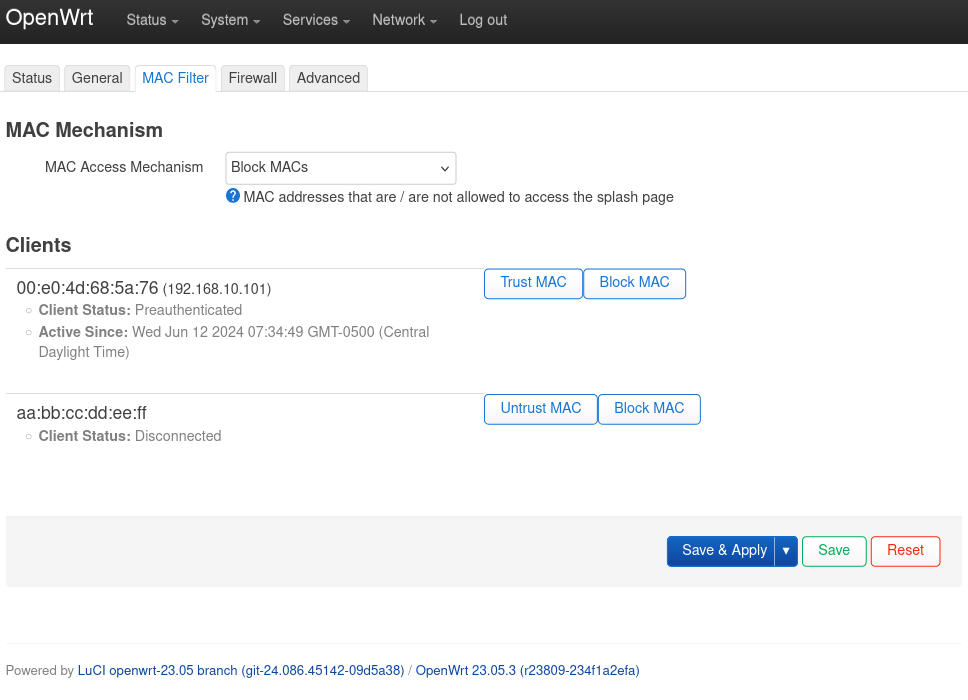 OpenWrt Status System Services Network Log out
Status General MAC Filter Firewall Advanced
MAC Mechanism
MAC Access Mechanism Block MACs
? MAC addresses that are / are not allowed to access the splash page
Clients
00:e0:4d:68:5a:76 (192.168.10.101) Trust MAC Block MAC
Client Status: Preauthenticated
Active Since: Wed Jun 12 2024 07:34:49 GMT-0500 (Central
Daylight Time)
aa:bb:cc:dd:ee:ff Untrust MAC Block MAC
Client Status: Disconnected
Save & Apply ▾ Save Reset
Powered by LuCI openwrt-23.05 branch (git-24.086.45142-09d5a38) / OpenWrt 23.05.3 (r23809-234f1a2efa)